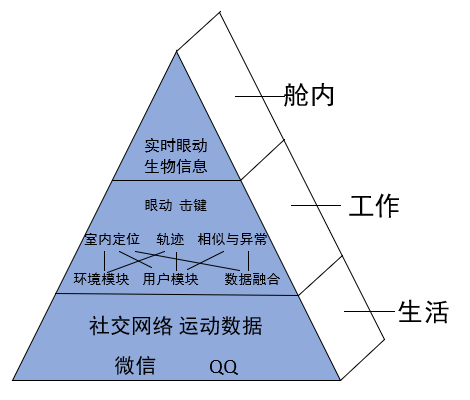 舱内
实时眼动
生物信息
工作
眼动 击键
室内定位 轨迹 相似与异常
环境模块 用户模块 数据融合
生活
社交网络 运动数据
微信 QQ